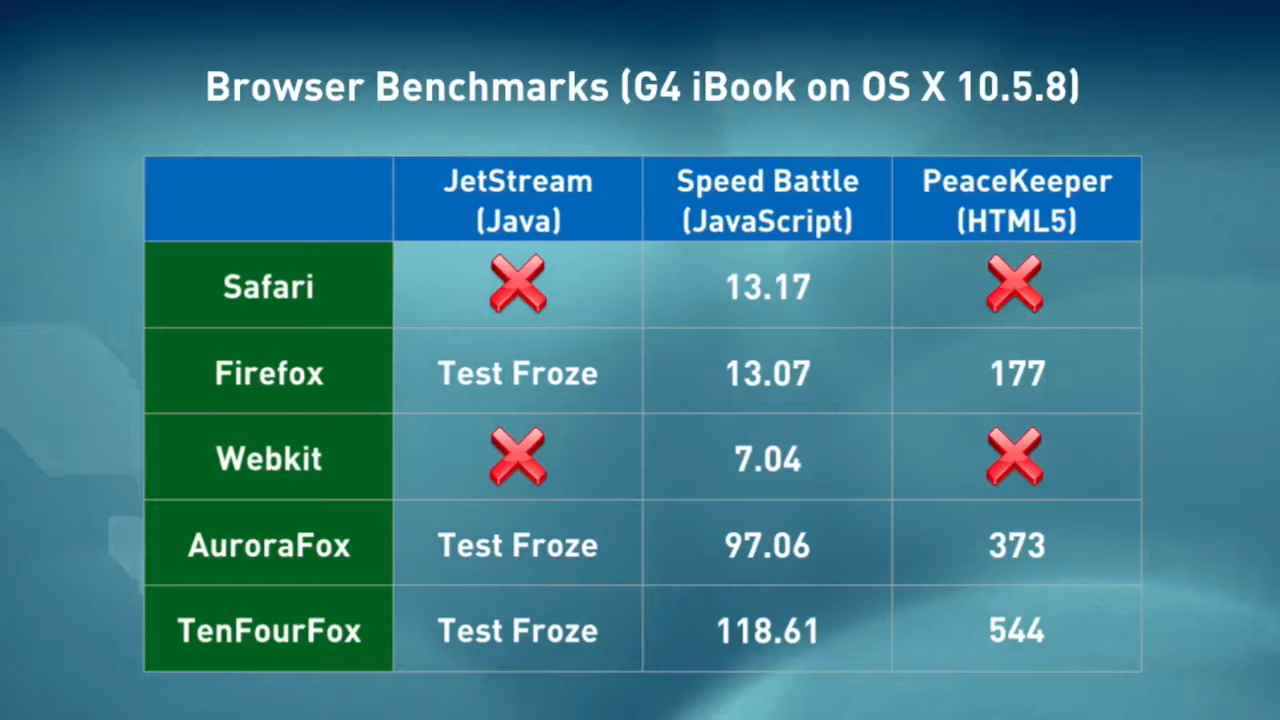 Browser Benchmarks (G4 iBook on OS X 10.5.8)
JetStream (Java) Speed Battle (JavaScript) PeaceKeeper (HTML5)
Safari 13.17
Firefox Test Froze 13.07 177
Webkit 7.04
AuroraFox Test Froze 97.06 373
TenFourFox Test Froze 118.61 544